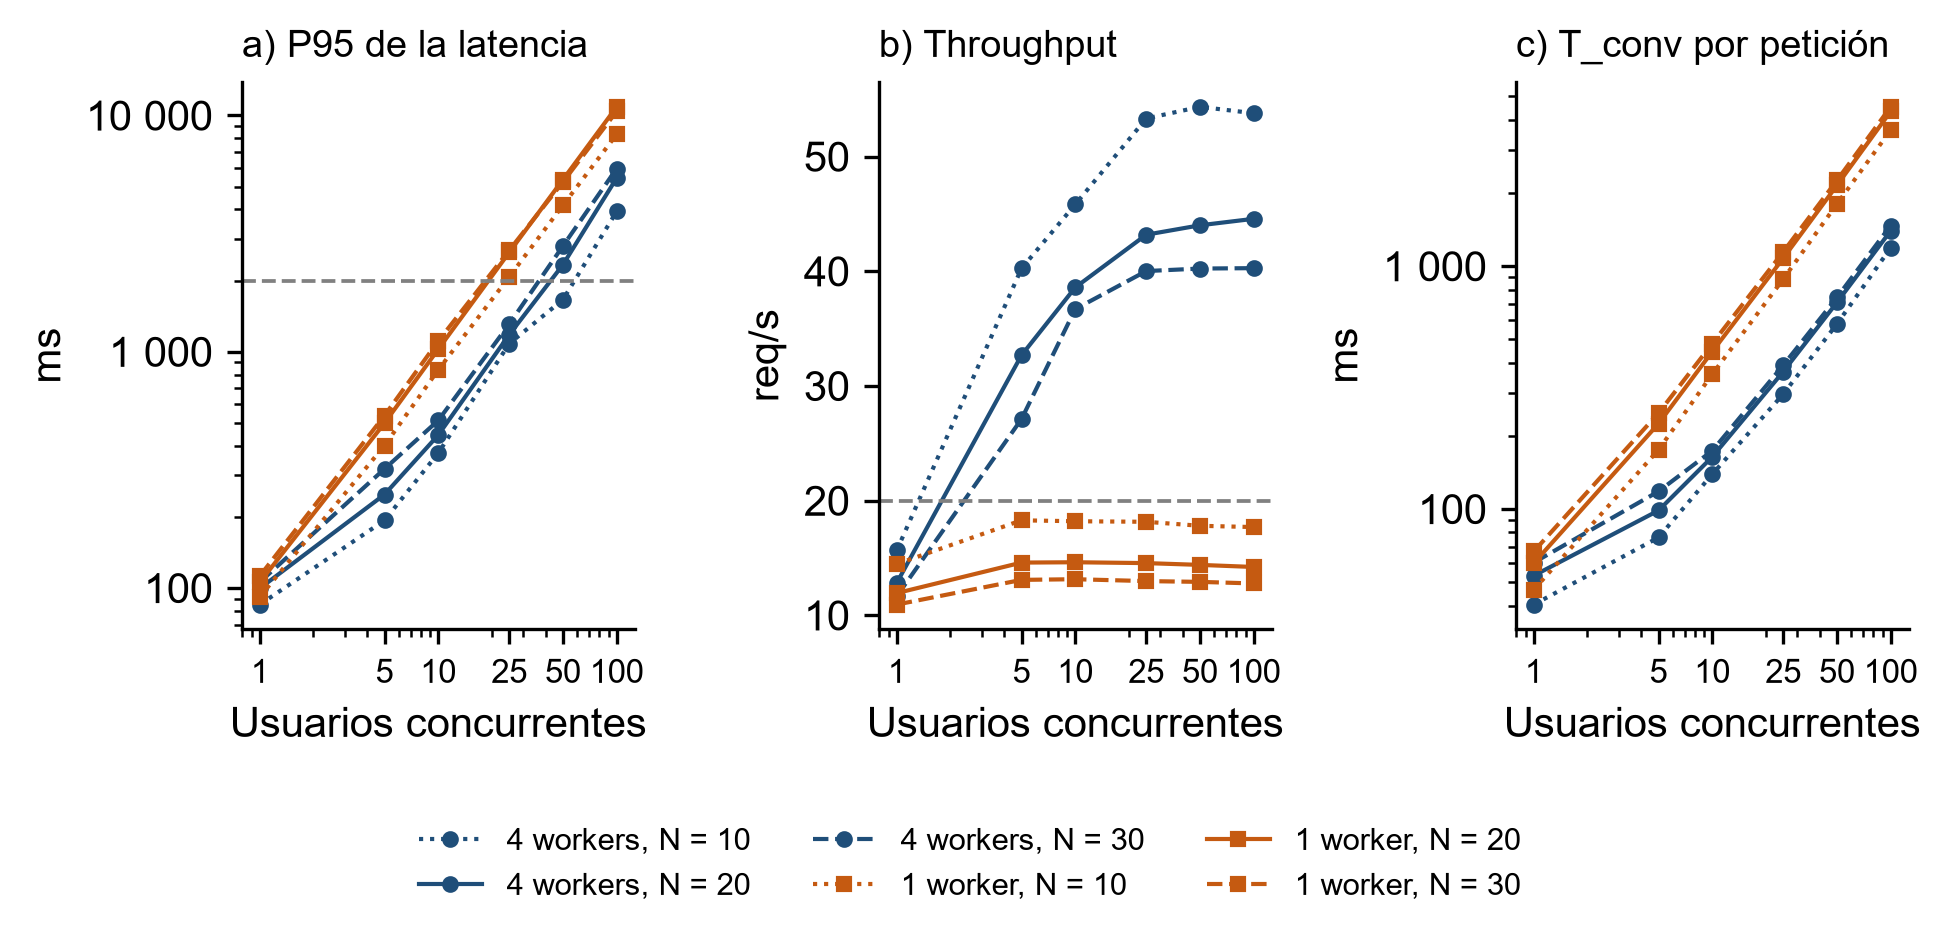 a) P95 de la latencia
10 000
1 000
100
ms
1 5 10 25 50 100
Usuarios concurrentes
b) Throughput
50
40
30
20
10
req/s
1 5 10 25 50 100
Usuarios concurrentes
c) T_conv por petición
1 000
100
ms
1 5 10 25 50 100
Usuarios concurrentes
4 workers, N = 10
4 workers, N = 20
4 workers, N = 30
1 worker, N = 10
1 worker, N = 20
1 worker, N = 30